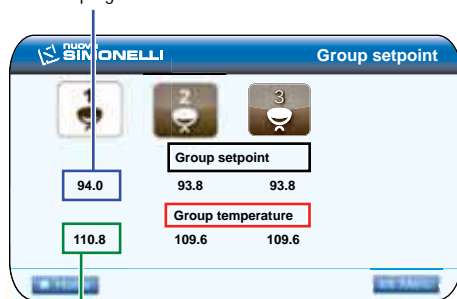 nuova
SIMONELLI
Group setpoint
1 2 3
Group setpoint
94.0 93.8 93.8
Group temperature
110.8 109.6 109.6